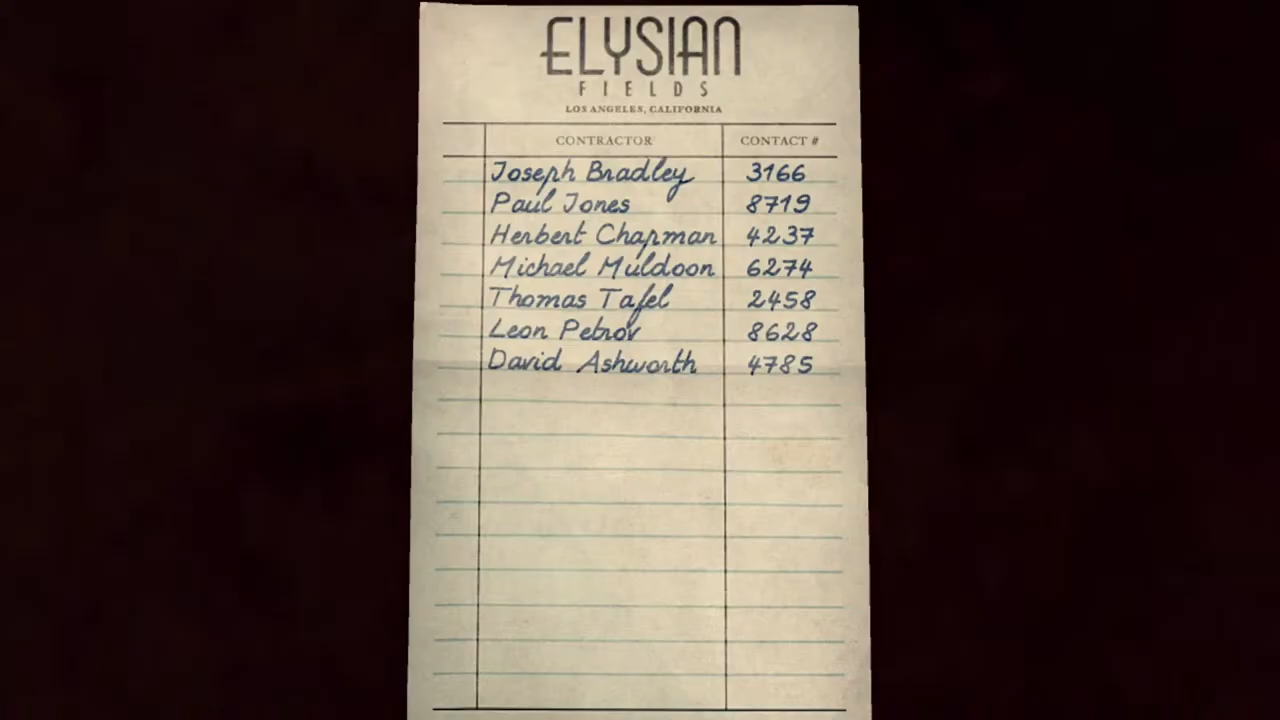 ELYSIAN
FIELDS
LOS ANGELES, CALIFORNIA
CONTRACTOR CONTACT #
Joseph Bradley 3166
Paul Jones 8719
Herbert Chapman 4237
Michael Muldoon 6274
Thomas Tafel 2458
Leon Petrov 8628
David Ashworth 4785